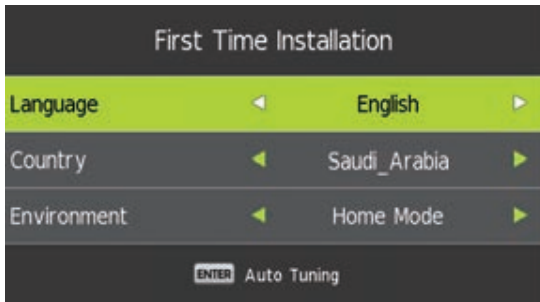 First Time Installation
Language English
Country Saudi_Arabia
Environment Home Mode
ENTER Auto Tuning